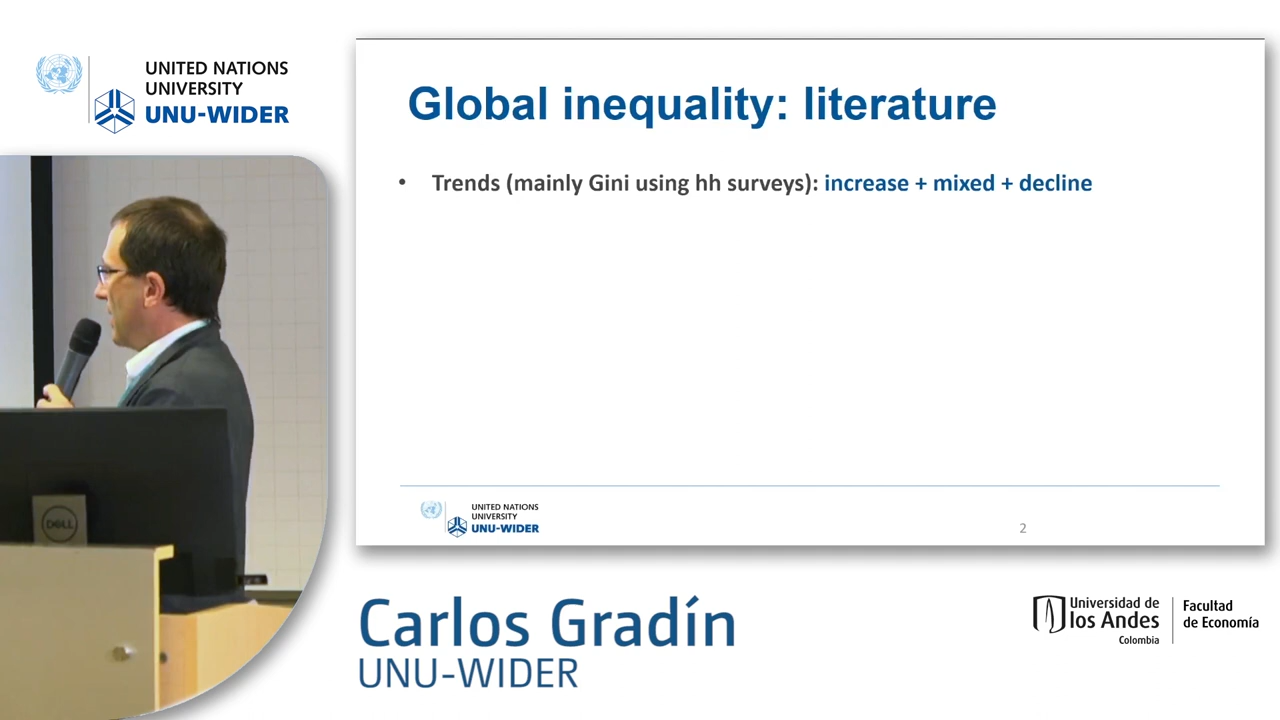 UNITED NATIONS
UNIVERSITY
UNU-WIDER
Global inequality: literature
• Trends (mainly Gini using hh surveys): increase + mixed + decline
UNITED NATIONS
UNIVERSITY
UNU-WIDER
2
DELL
Carlos Gradín
UNU-WIDER
Universidad de
los Andes
Colombia
Facultad
de Economía